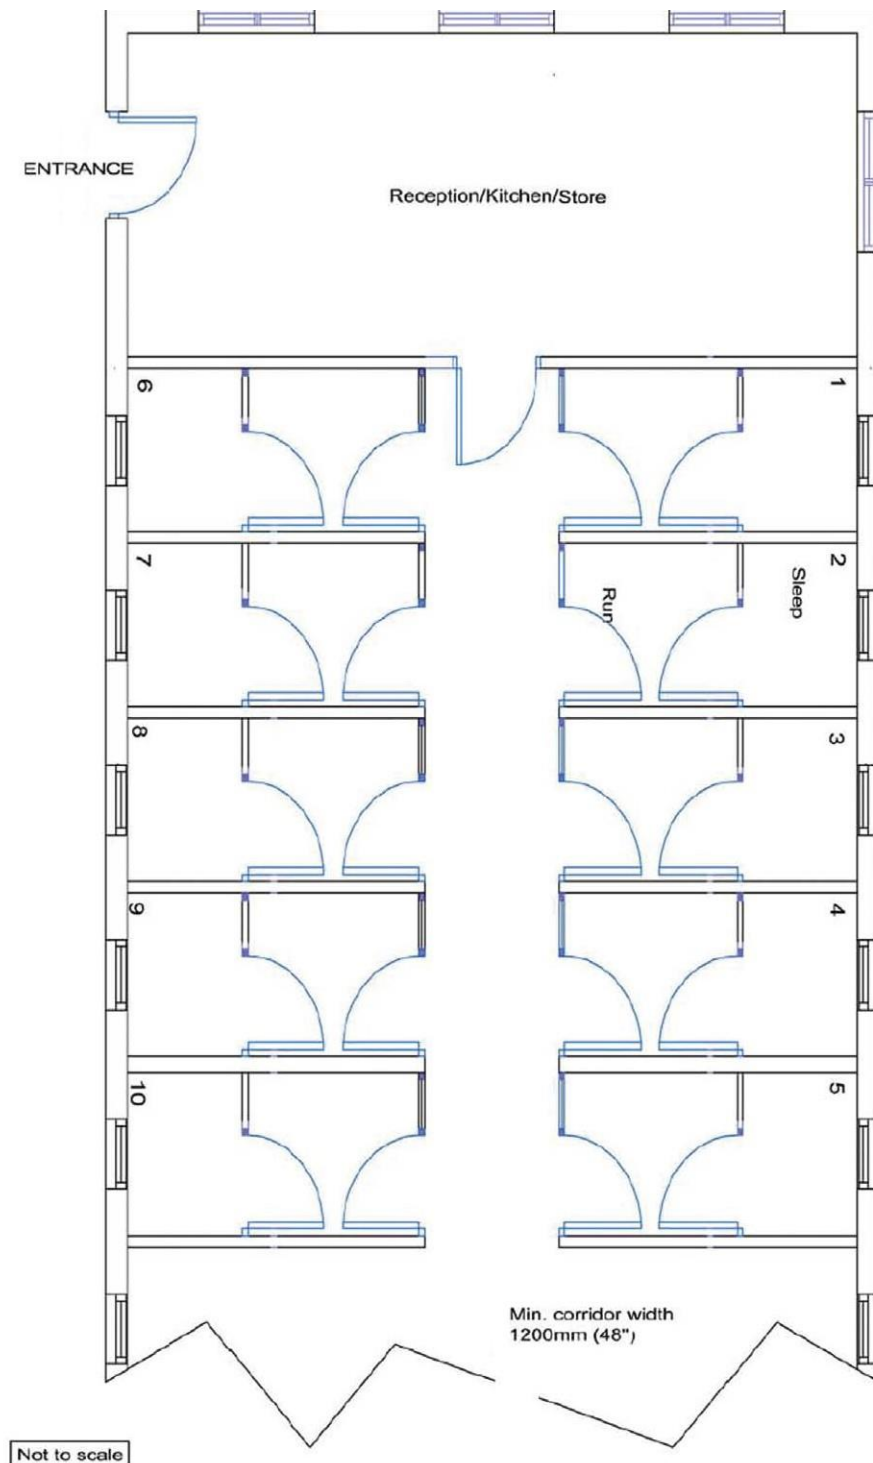 ENTRANCE
Reception/Kitchen/Store
6
1
7
2
Sleep
Run
8
3
9
4
10
5
Min. corridor width
1200mm (48")
Not to scale